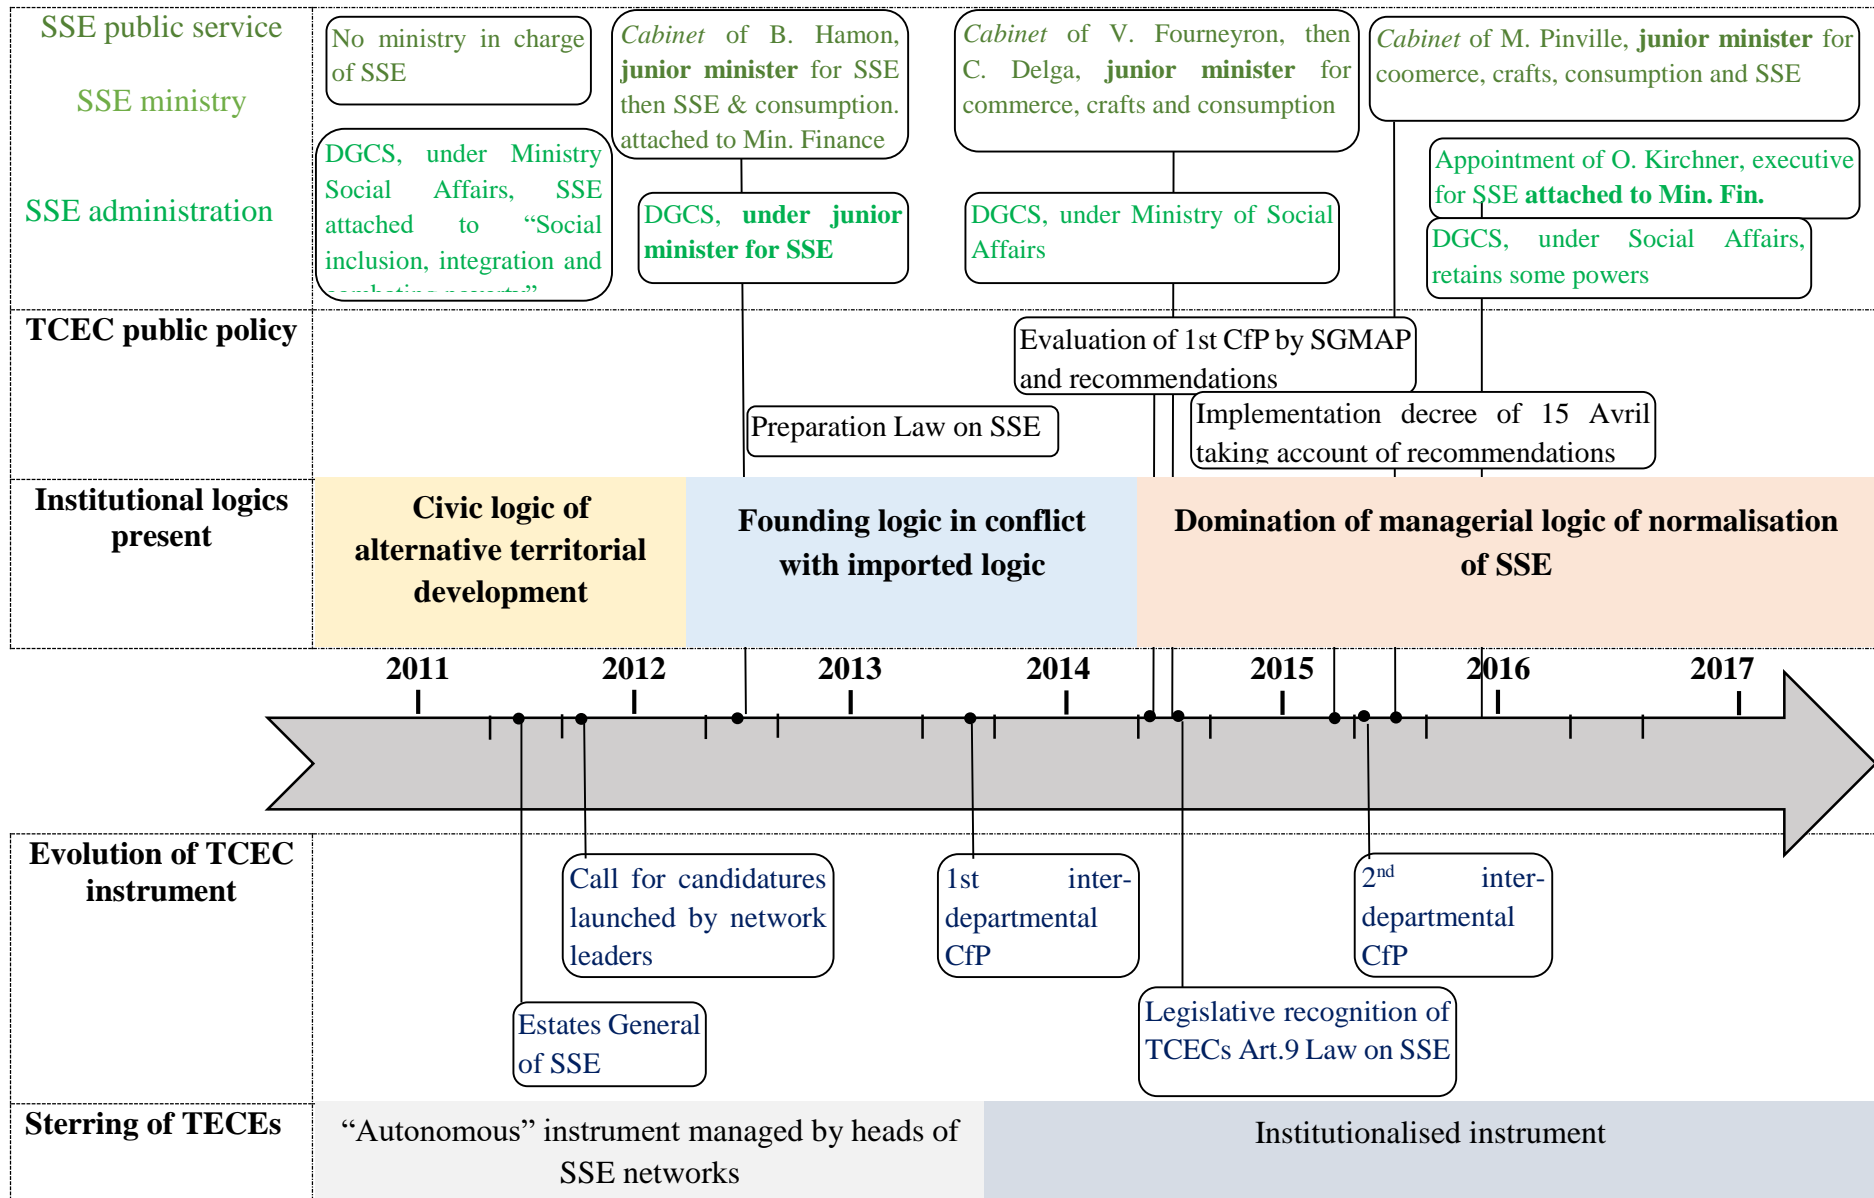 SSE public service
SSE ministry
SSE administration
No ministry in charge
of SSE
Cabinet of B. Hamon,
junior minister for SSE
then SSE & consumption.
attached to Min. Finance
Cabinet of V. Fourneyron, then
C. Delga, junior minister for
commerce, crafts and consumption
Cabinet of M. Pinville, junior minister for
coomerce, crafts, consumption and SSE
DGCS, under Ministry
Social Affairs, SSE
attached to “Social
inclusion, integration and
combating poverty”
DGCS, under junior
minister for SSE
DGCS, under Ministry of Social
Affairs
Appointment of O. Kirchner, executive
for SSE attached to Min. Fin.
DGCS, under Social Affairs,
retains some powers
TCEC public policy
Evaluation of 1st CfP by SGMAP
and recommendations
Preparation Law on SSE
Implementation decree of 15 Avril
taking account of recommendations
Institutional logics
present
Civic logic of
alternative territorial
development
Founding logic in conflict
with imported logic
Domination of managerial logic of normalisation
of SSE
2011 2012 2013 2014 2015 2016 2017
Evolution of TCEC
instrument
Call for candidatures
launched by network
leaders
1st inter-
departmental
CfP
2nd inter-
departmental
CfP
Estates General
of SSE
Legislative recognition of
TCECs Art.9 Law on SSE
Sterring of TECEs
“Autonomous” instrument managed by heads of
SSE networks
Institutionalised instrument